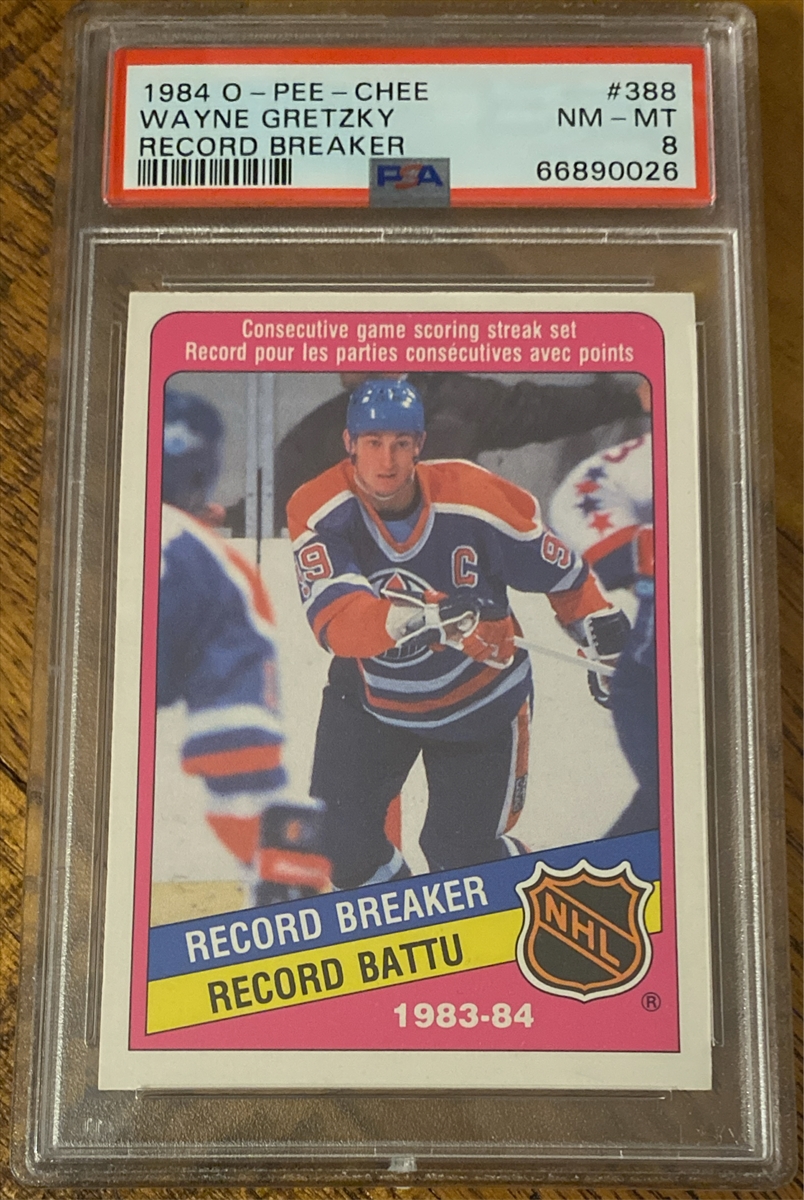 1984 O-PEE-CHEE #388
WAYNE GRETZKY NM-MT
RECORD BREAKER 8
PSA 66890026
Consecutive game scoring streak set
Record pour les parties consécutives avec points
C
99
99
RECORD BREAKER
RECORD BATTU
NHL
®
1983-84